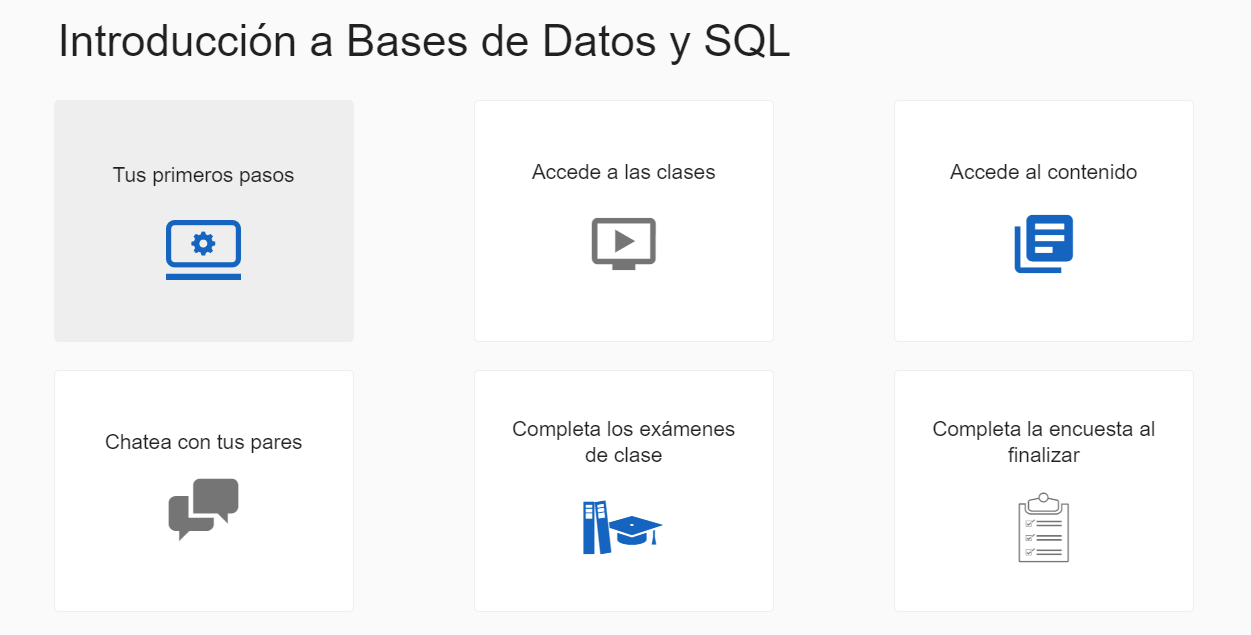 Introducción a Bases de Datos y SQL
Tus primeros pasos
Accede a las clases
Accede al contenido
Chatea con tus pares
Completa los exámenes
de clase
Completa la encuesta al
finalizar